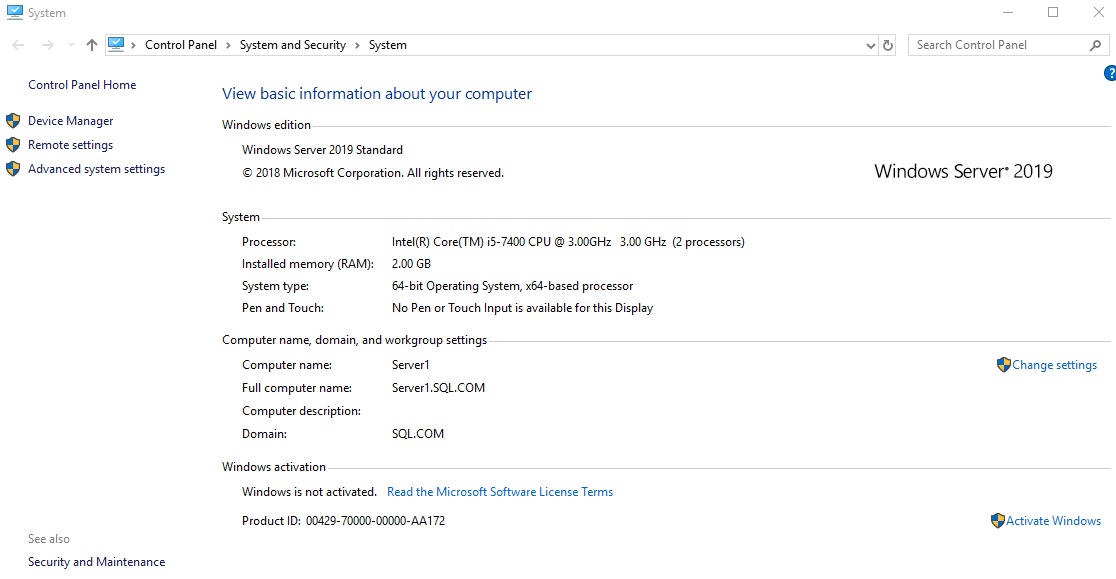 System
Control Panel > System and Security > System
Search Control Panel
?
Control Panel Home
Device Manager
Remote settings
Advanced system settings
View basic information about your computer
Windows edition
Windows Server 2019 Standard
© 2018 Microsoft Corporation. All rights reserved.
Windows Server® 2019
System
Processor: Intel(R) Core(TM) i5-7400 CPU @ 3.00GHz 3.00 GHz (2 processors)
Installed memory (RAM): 2.00 GB
System type: 64-bit Operating System, x64-based processor
Pen and Touch: No Pen or Touch Input is available for this Display
Computer name, domain, and workgroup settings
Computer name: Server1 Change settings
Full computer name: Server1.SQL.COM
Computer description:
Domain: SQL.COM
Windows activation
Windows is not activated. Read the Microsoft Software License Terms
Product ID: 00429-70000-00000-AA172 Activate Windows
See also
Security and Maintenance